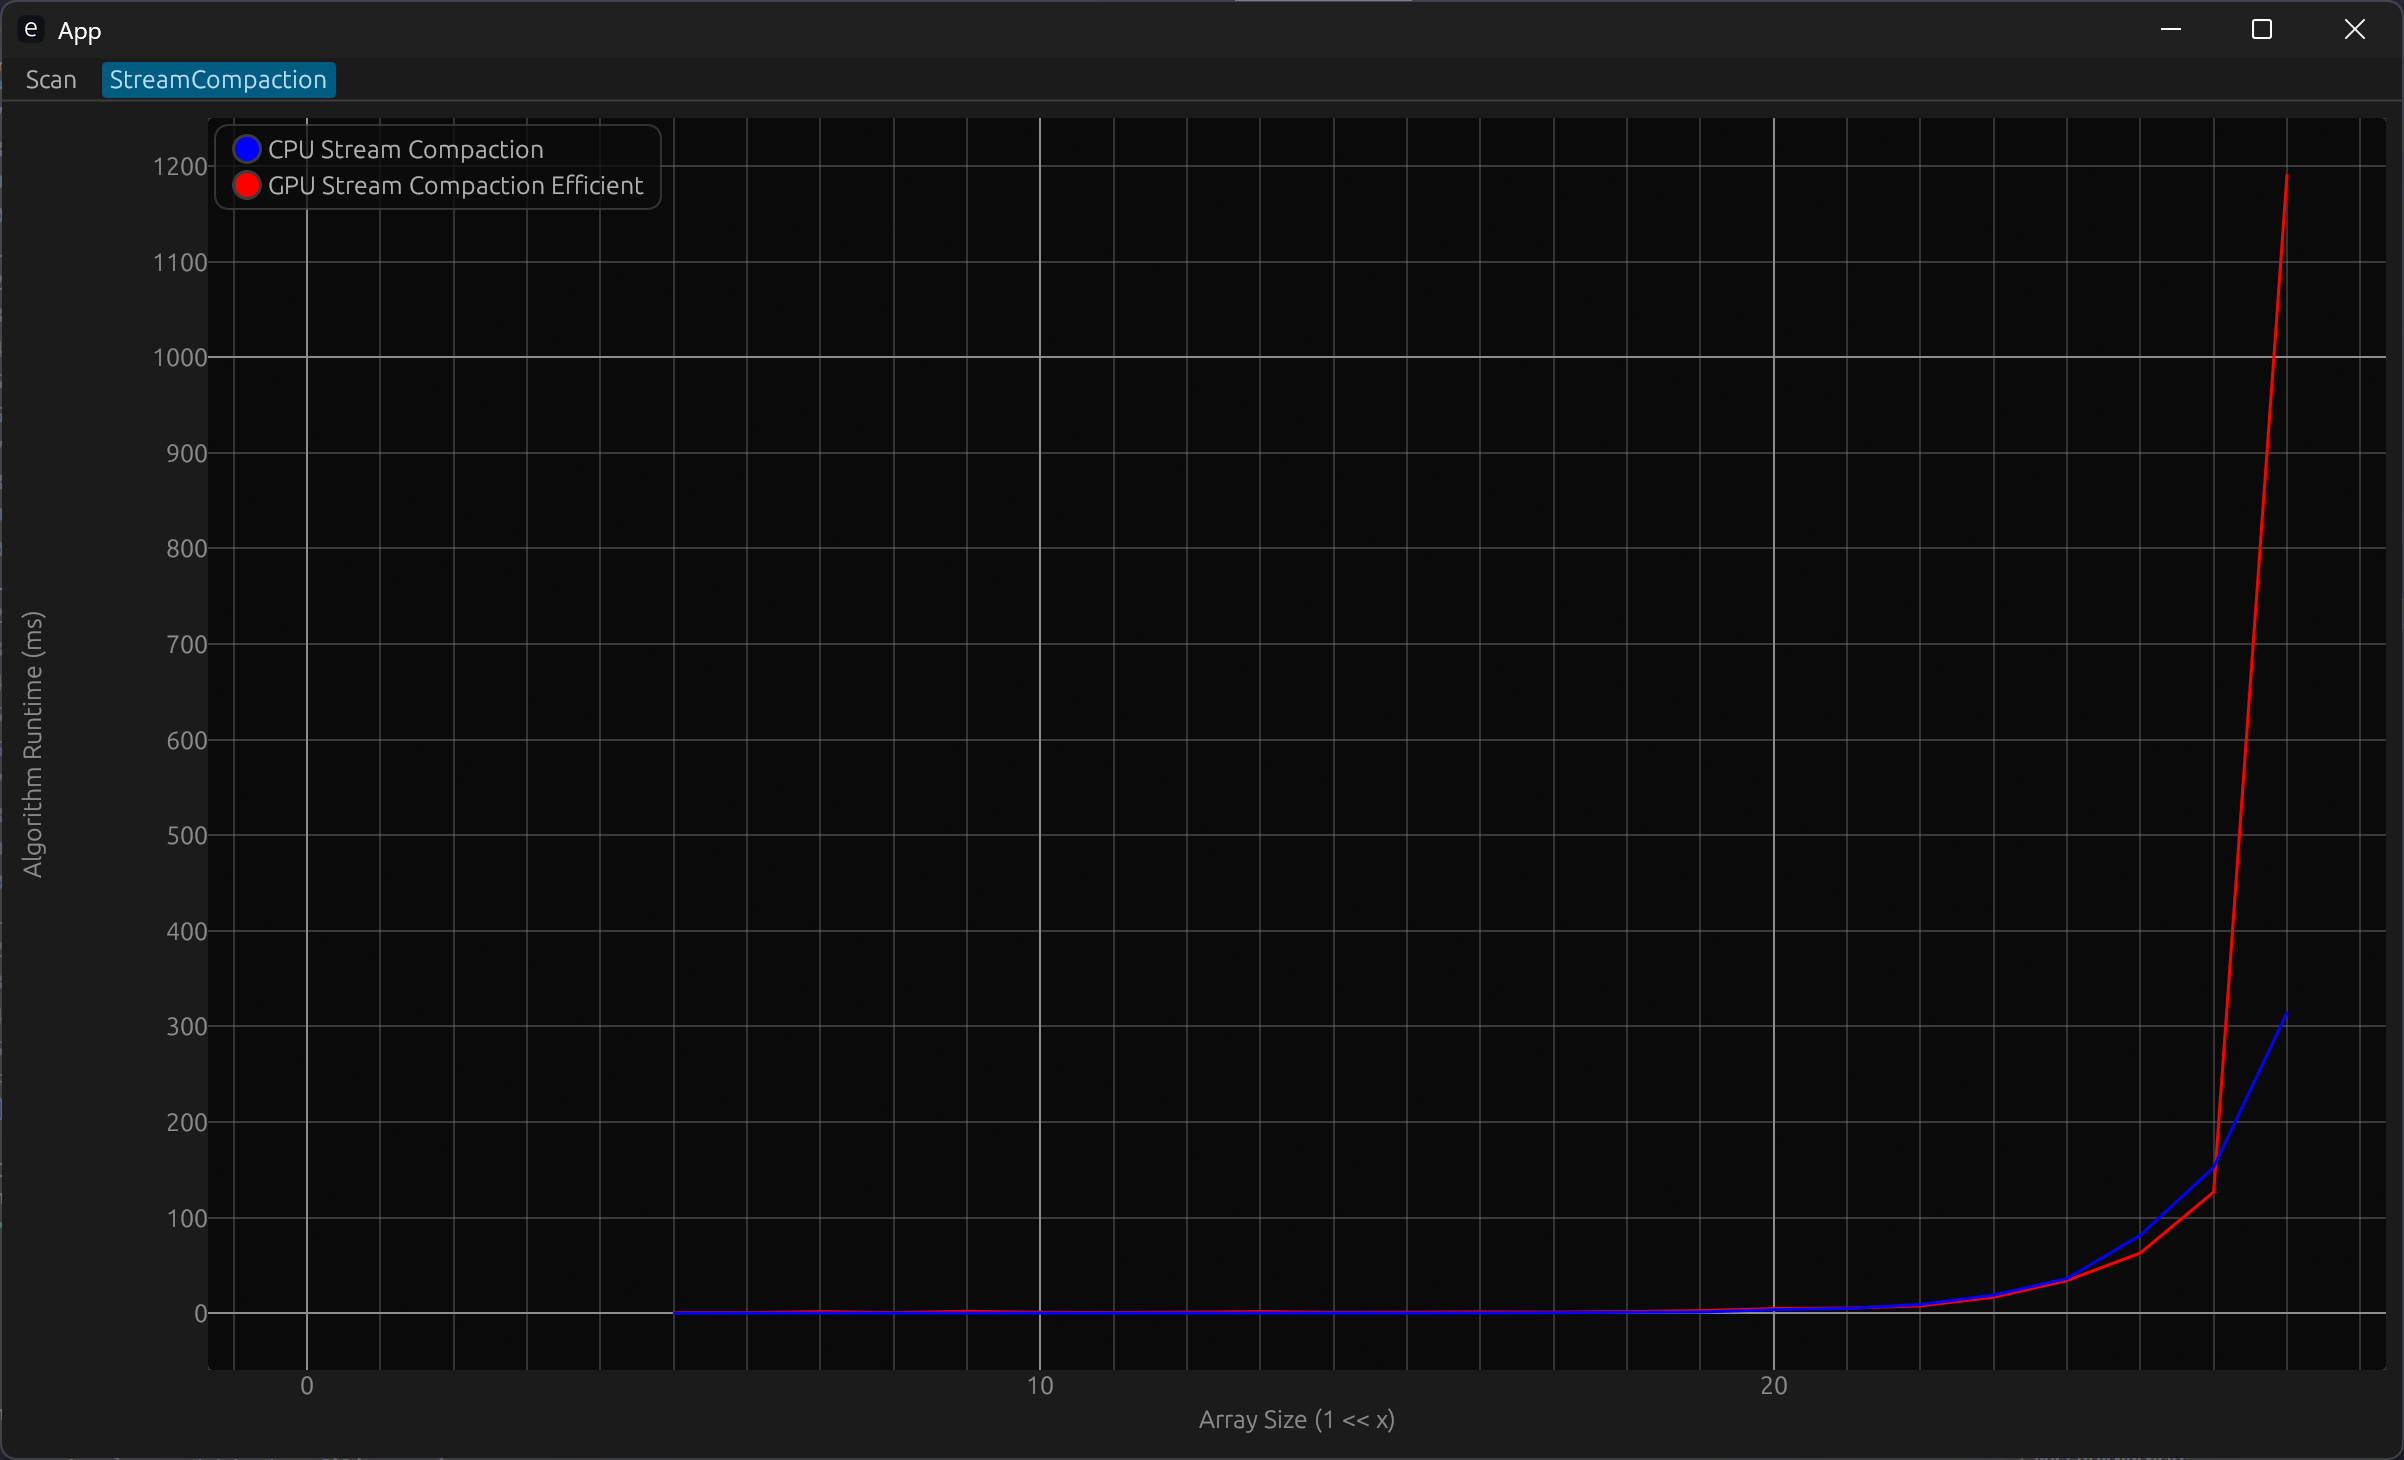 e App
Scan StreamCompaction
CPU Stream Compaction
GPU Stream Compaction Efficient
1200
1100
1000
900
800
700
600
500
400
300
200
100
0
Algorithm Runtime (ms)
0 10 20
Array Size (1 << x)